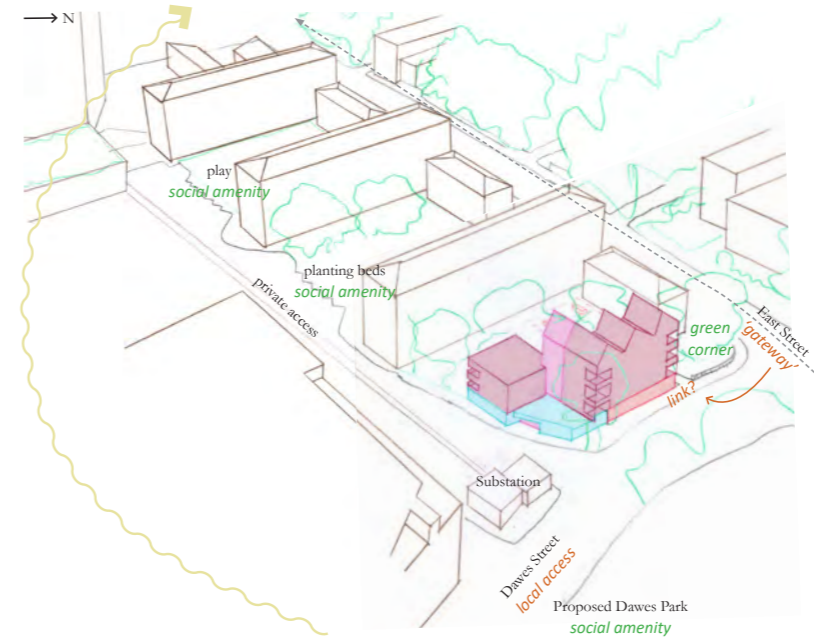 N
play
social amenity
planting beds
social amenity
private access
East Street
'gateway'
green
corner
link?
Substation
Dawes Street
local access
Proposed Dawes Park
social amenity